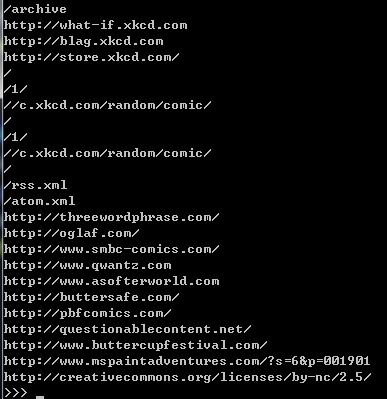 /archive
http://what-if.xkcd.com
http://blag.xkcd.com
http://store.xkcd.com/
/
/1/
//c.xkcd.com/random/comic/
/
/1/
//c.xkcd.com/random/comic/
/
/rss.xml
/atom.xml
http://threewordphrase.com/
http://oglaf.com/
http://www.smbc-comics.com/
http://www.qwantz.com
http://www.asofterworld.com
http://buttersafe.com/
http://pbfcomics.com/
http://questionablecontent.net/
http://www.buttercupfestival.com/
http://www.mspaintadventures.com/?s=6&p=001901
http://creativecommons.org/licenses/by-nc/2.5/
>>> _